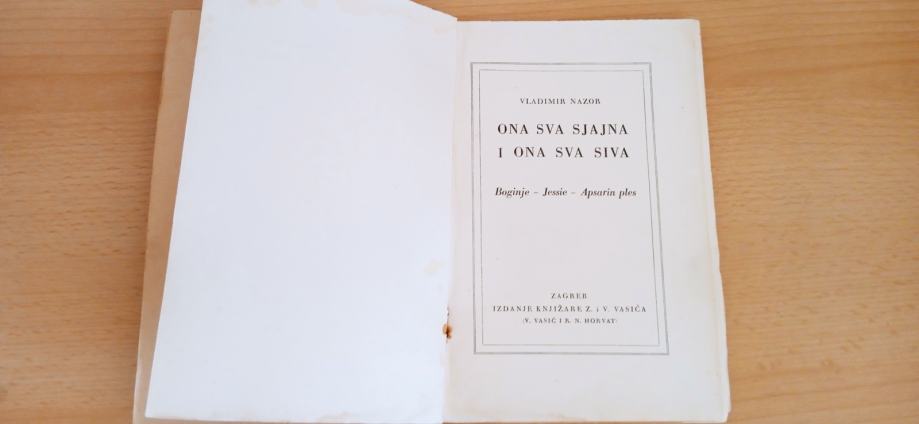 VLADIMIR NAZOR
ONA SVA SJAJNA
I ONA SVA SIVA
Boginje – Jessie – Apsarin ples
ZAGREB
IZDANJE KNJIŽARE Z. i V. VASIĆA
(V. VASIĆ I R. N. HORVAT)